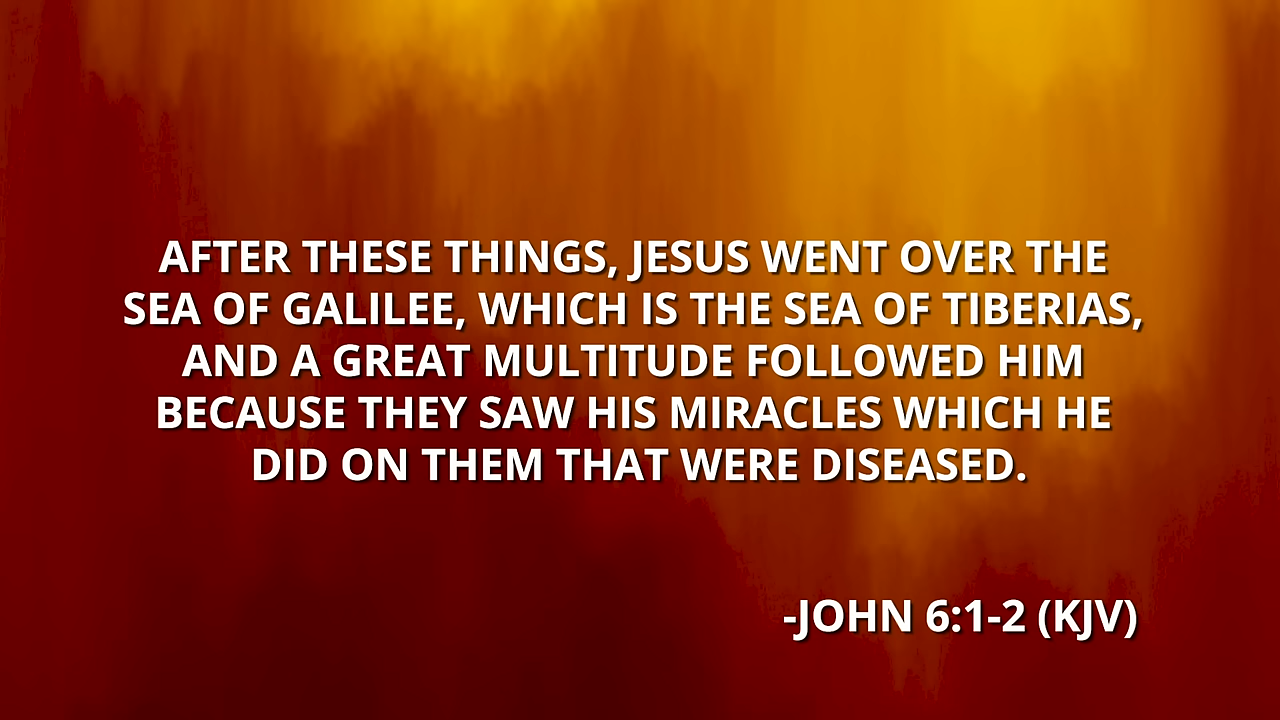 AFTER THESE THINGS, JESUS WENT OVER THE
SEA OF GALILEE, WHICH IS THE SEA OF TIBERIAS,
AND A GREAT MULTITUDE FOLLOWED HIM
BECAUSE THEY SAW HIS MIRACLES WHICH HE
DID ON THEM THAT WERE DISEASED.
-JOHN 6:1-2 (KJV)